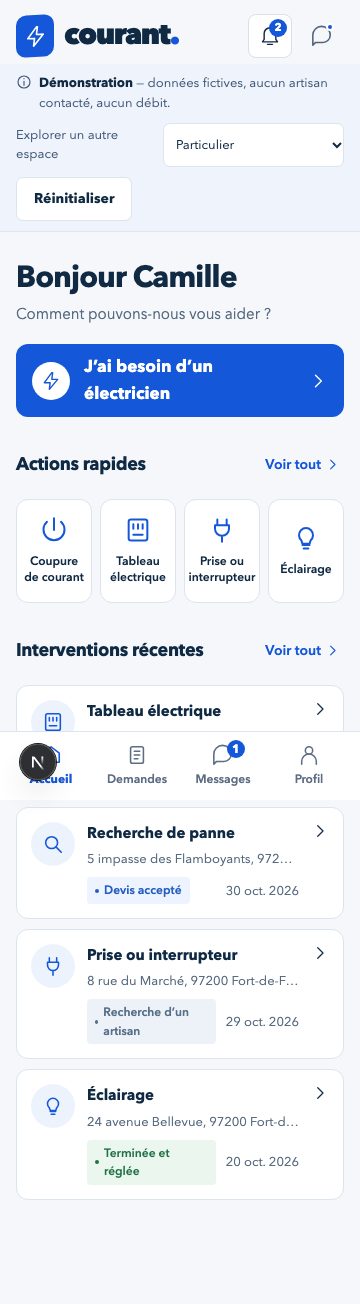 courant.
2
Démonstration — données fictives, aucun artisan
contacté, aucun débit.
Explorer un autre
espace
Particulier
Réinitialiser
Bonjour Camille
Comment pouvons-nous vous aider ?
J’ai besoin d’un
électricien
Actions rapides
Voir tout
Coupure
de courant
Tableau
électrique
Prise ou
interrupteur
Éclairage
Interventions récentes
Voir tout
Tableau électrique
N
1
Accueil
Demandes
Messages
Profil
Recherche de panne
5 impasse des Flamboyants, 972…
• Devis accepté
30 oct. 2026
Prise ou interrupteur
8 rue du Marché, 97200 Fort-de-F…
• Recherche d’un
artisan
29 oct. 2026
Éclairage
24 avenue Bellevue, 97200 Fort-d…
• Terminée et
réglée
20 oct. 2026